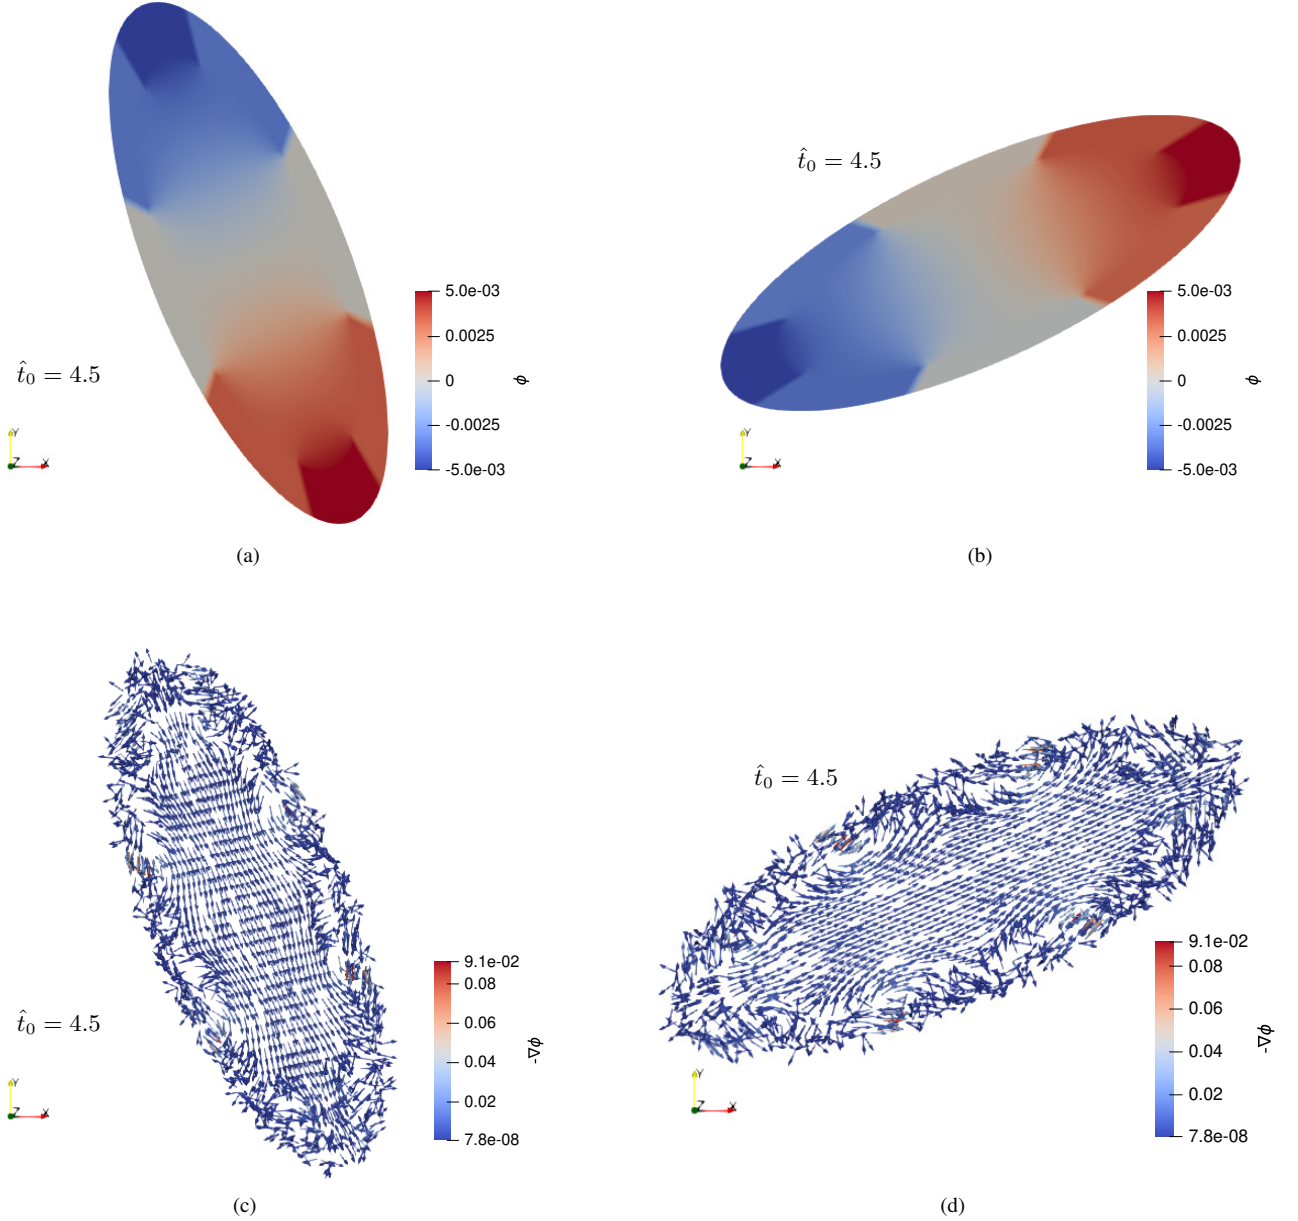 t̂₀ = 4.5
5.0e-03
0.0025
0
-0.0025
-5.0e-03
ϕ
Y
Z X
(a)
t̂₀ = 4.5
5.0e-03
0.0025
0
-0.0025
-5.0e-03
ϕ
Y
Z X
(b)
t̂₀ = 4.5
9.1e-02
0.08
0.06
0.04
0.02
7.8e-08
-∇ϕ
Y
Z X
(c)
t̂₀ = 4.5
9.1e-02
0.08
0.06
0.04
0.02
7.8e-08
-∇ϕ
Y
Z X
(d)